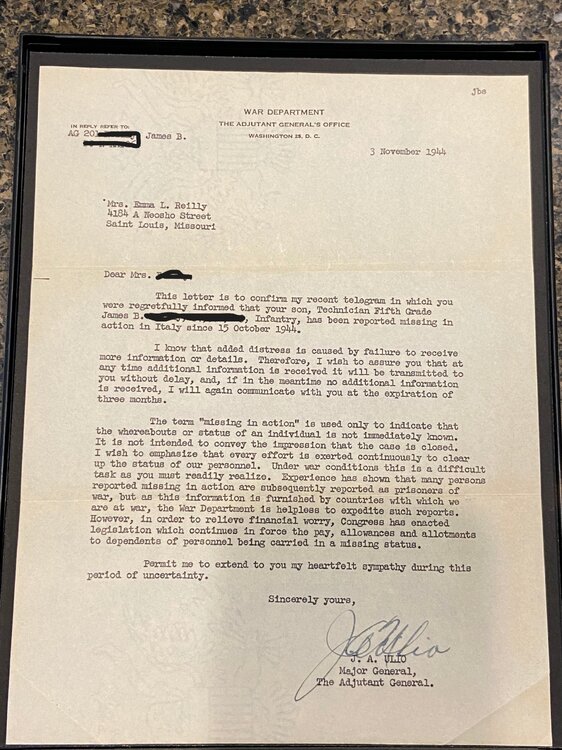 jbs
WAR DEPARTMENT
THE ADJUTANT GENERAL'S OFFICE
WASHINGTON 25, D. C.
IN REPLY REFER TO:
AG 201
James B.
3 November 1944
Mrs. Emma L. Reilly
4184 A Neosho Street
Saint Louis, Missouri
Dear Mrs.
This letter is to confirm my recent telegram in which you
were regretfully informed that your son, Technician Fifth Grade
James B. , Infantry, has been reported missing in
action in Italy since 15 October 1944.
I know that added distress is caused by failure to receive
more information or details. Therefore, I wish to assure you that at
any time additional information is received it will be transmitted to
you without delay, and, if in the meantime no additional information
is received, I will again communicate with you at the expiration of
three months.
The term "missing in action" is used only to indicate that
the whereabouts or status of an individual is not immediately known.
It is not intended to convey the impression that the case is closed.
I wish to emphasize that every effort is exerted continuously to clear
up the status of our personnel. Under war conditions this is a difficult
task as you must readily realize. Experience has shown that many persons
reported missing in action are subsequently reported as prisoners of
war, but as this information is furnished by countries with which we
are at war, the War Department is helpless to expedite such reports.
However, in order to relieve financial worry, Congress has enacted
legislation which continues in force the pay, allowances and allotments
to dependents of personnel being carried in a missing status.
Permit me to extend to you my heartfelt sympathy during this
period of uncertainty.
Sincerely yours,
J A Ulio
J. A. ULIO
Major General,
The Adjutant General.